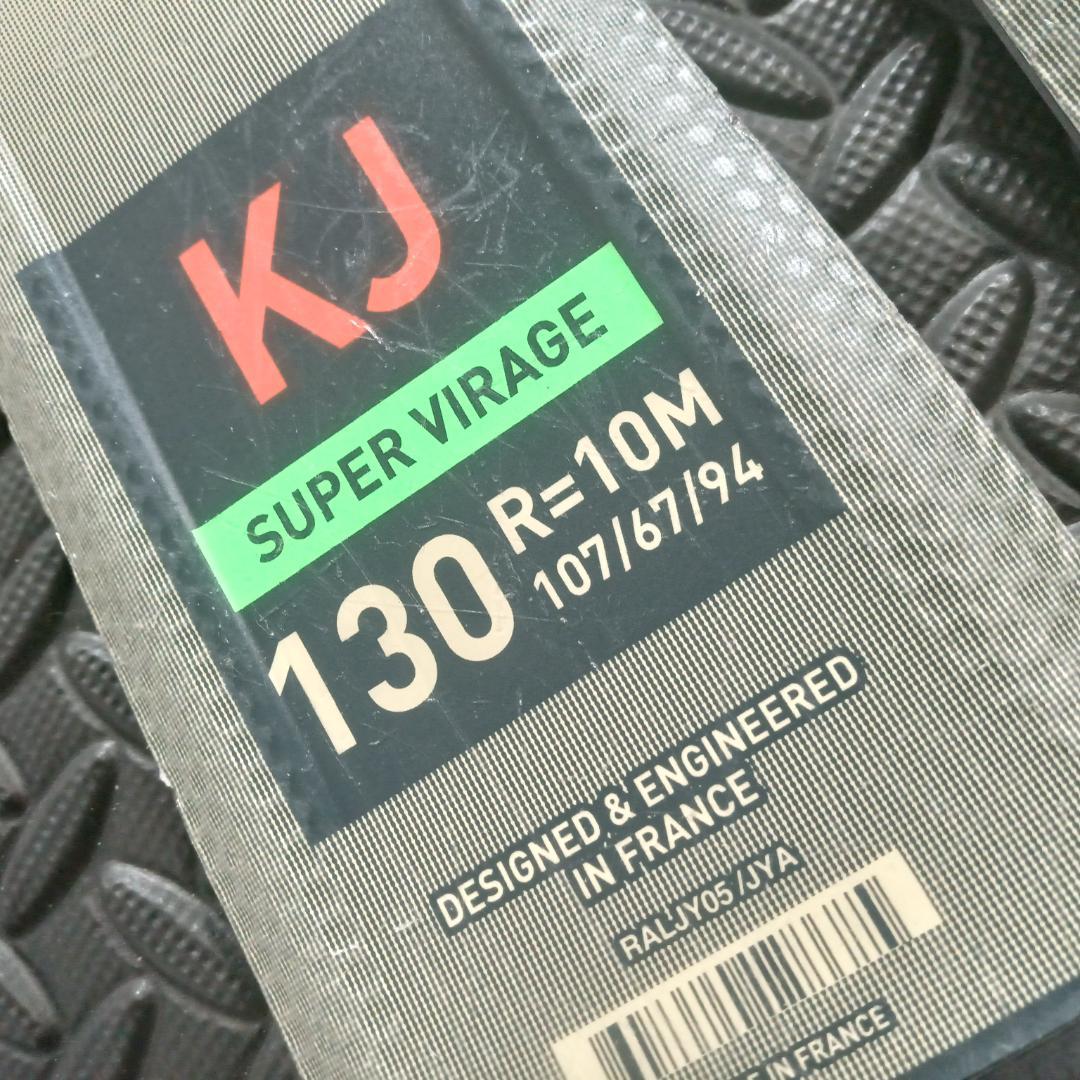 KJ
SUPER VIRAGE
130
R=10M
107/67/94
DESIGNED & ENGINEERED
IN FRANCE
RALJY05/JYA
IN FRANCE